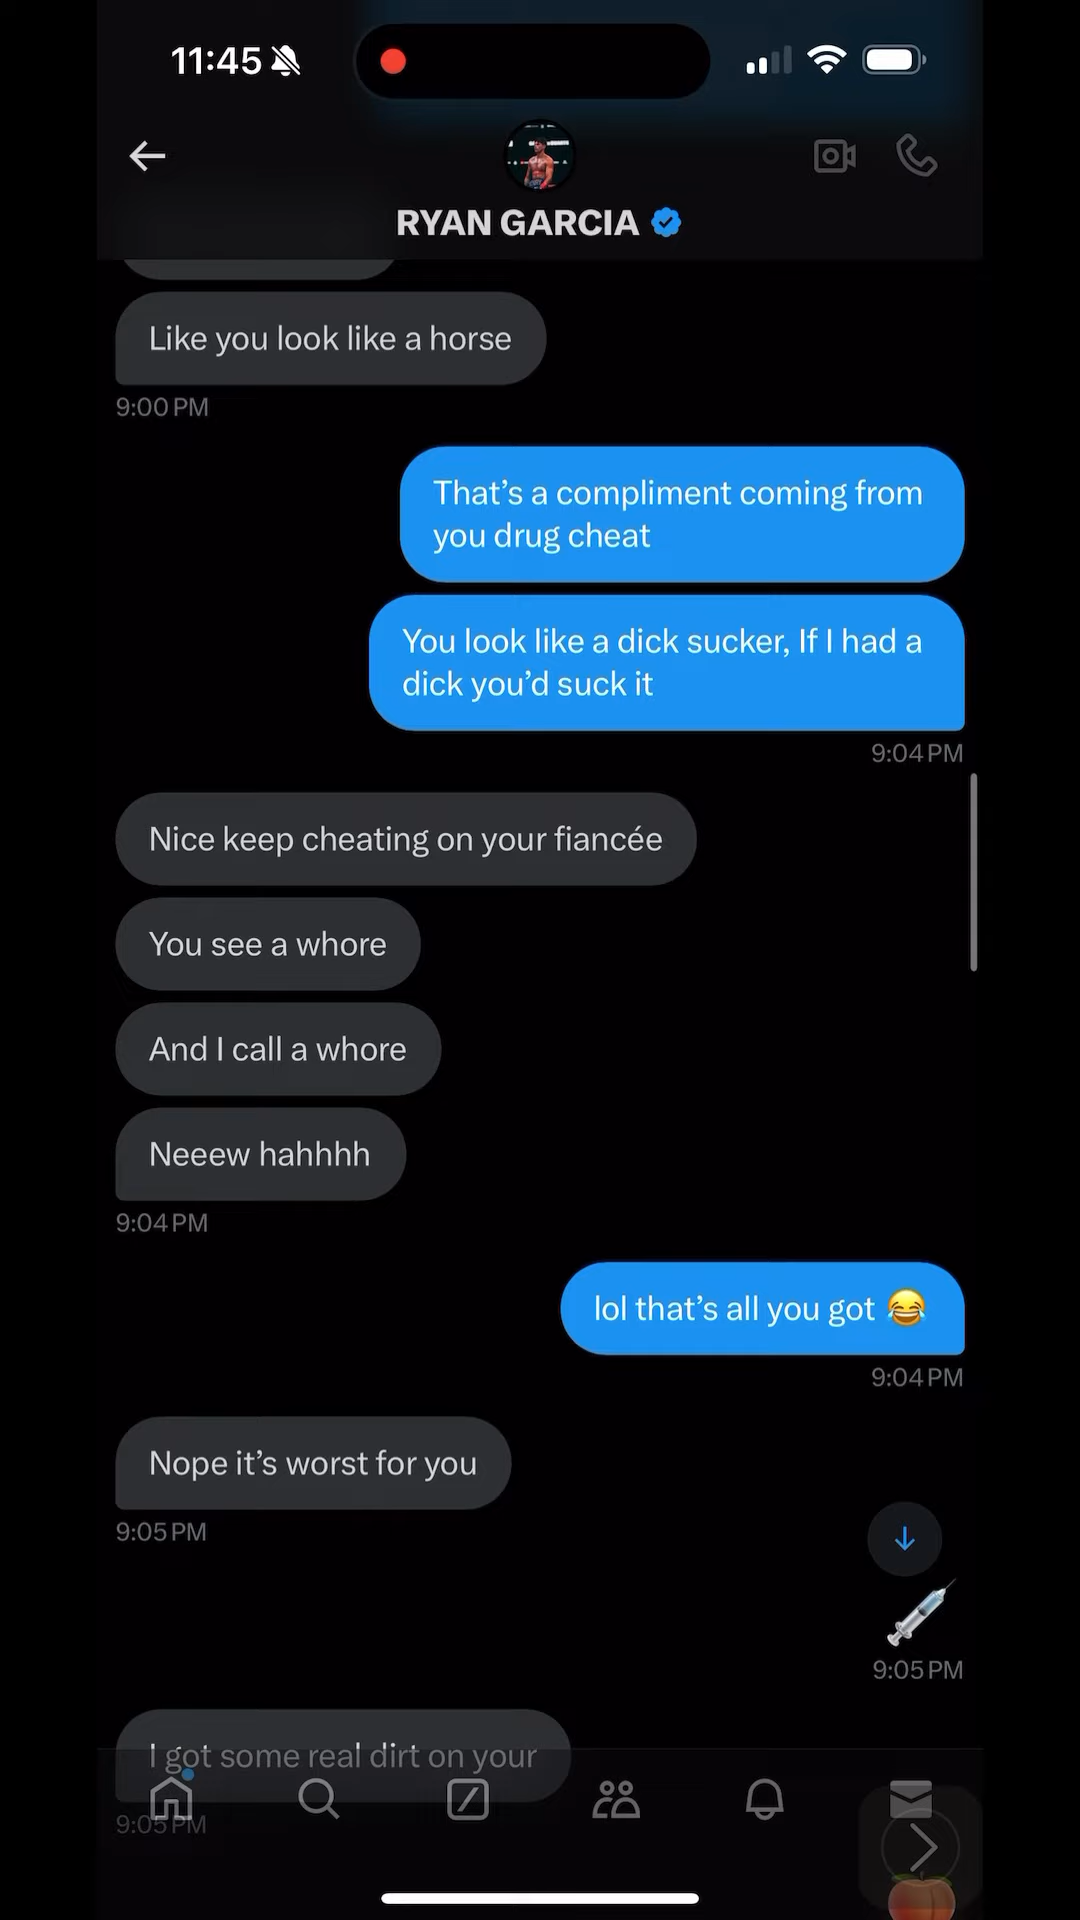 11:45
RYAN GARCIA
Like you look like a horse
9:00 PM
That's a compliment coming from
you drug cheat
You look like a dick sucker, If I had a
dick you'd suck it
9:04 PM
Nice keep cheating on your fiancée
You see a whore
And I call a whore
Neeew hahhhh
9:04 PM
lol that's all you got 😂
9:04 PM
Nope it's worst for you
9:05 PM
💉
9:05 PM
I got some real dirt on your
9:05 PM